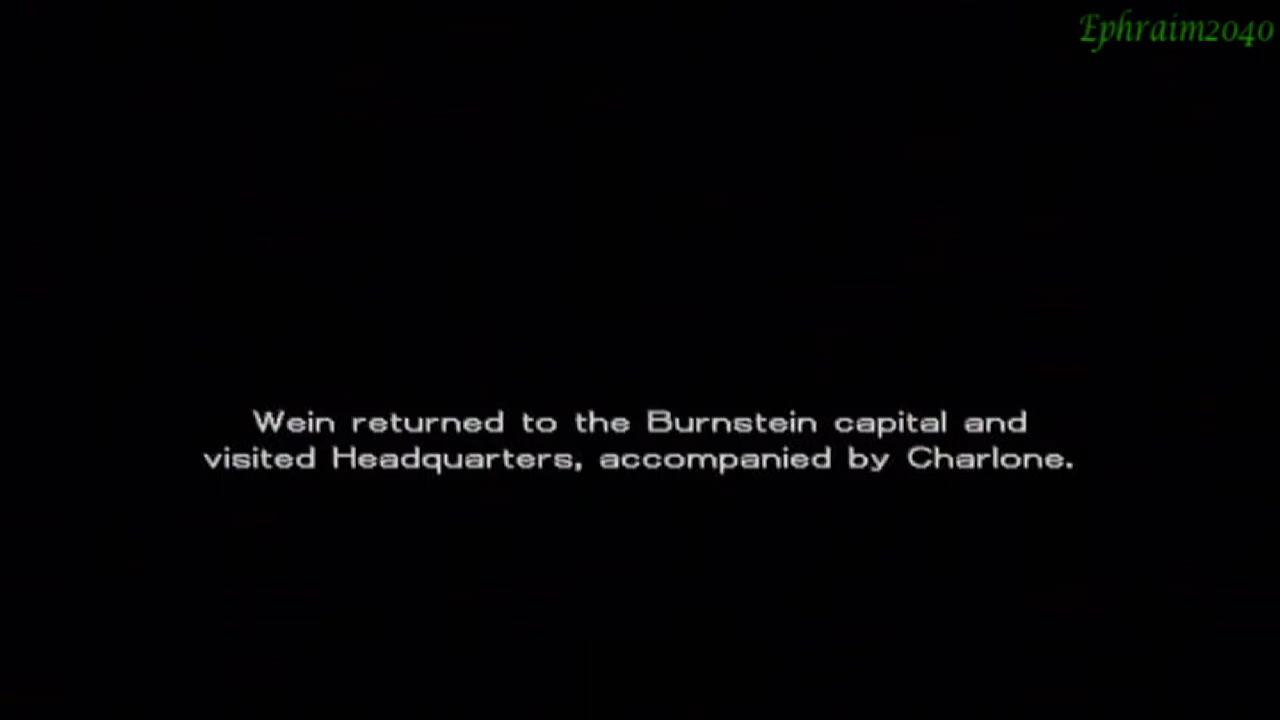 Ephraim2040
Wein returned to the Burnstein capital and
visited Headquarters, accompanied by Charlone.